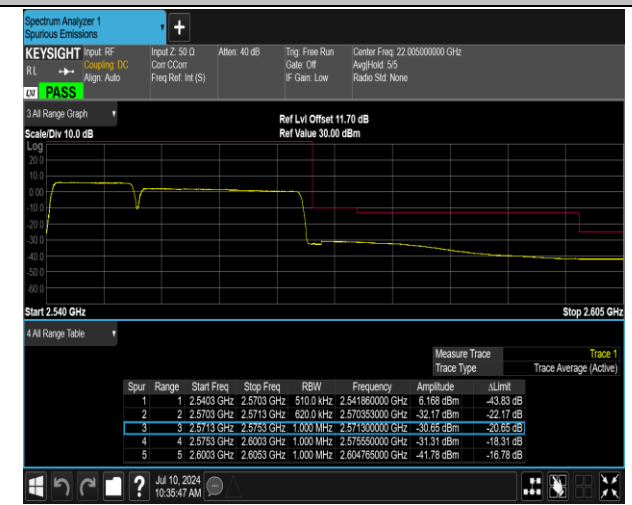 Spectrum Analyzer 1
Spurious Emissions
KEYSIGHT Input: RF Input Z: 50 Ω Atten: 40 dB Trig: Free Run Center Freq: 22.005000000 GHz
Coupling: DC Corr CCorr Gate: Off Avg|Hold: 5/5
RL Align: Auto Freq Ref: Int (S) IF Gain: Low Radio Std: None
LXI PASS
3 All Range Graph
Ref Lvl Offset 11.70 dB
Scale/Div 10.0 dB Ref Value 30.00 dBm
Log
20.0
10.0
0.00
-10.0
-20.0
-30.0
-40.0
-50.0
-60.0
Start 2.540 GHz Stop 2.605 GHz
4 All Range Table
Measure Trace Trace 1
Trace Type Trace Average (Active)
Spur Range Start Freq Stop Freq RBW Frequency Amplitude ΔLimit
1 1 2.5403 GHz 2.5703 GHz 510.0 kHz 2.541860000 GHz 6.168 dBm -43.83 dB
2 2 2.5703 GHz 2.5713 GHz 620.0 kHz 2.570353000 GHz -32.17 dBm -22.17 dB
3 3 2.5713 GHz 2.5753 GHz 1.000 MHz 2.571300000 GHz -30.65 dBm -20.65 dB
4 4 2.5753 GHz 2.6003 GHz 1.000 MHz 2.575550000 GHz -31.31 dBm -18.31 dB
5 5 2.6003 GHz 2.6053 GHz 1.000 MHz 2.604765000 GHz -41.78 dBm -16.78 dB
Jul 10, 2024
10:35:47 AM